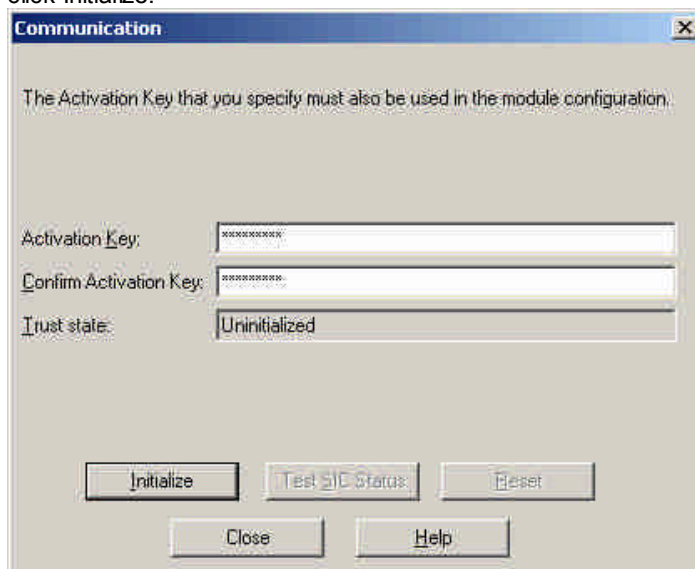 click Initialize.
Communication
The Activation Key that you specify must also be used in the module configuration.
Activation Key: *********
Confirm Activation Key: *********
Trust state: Uninitialized
Initialize Test SIC Status Reset
Close Help